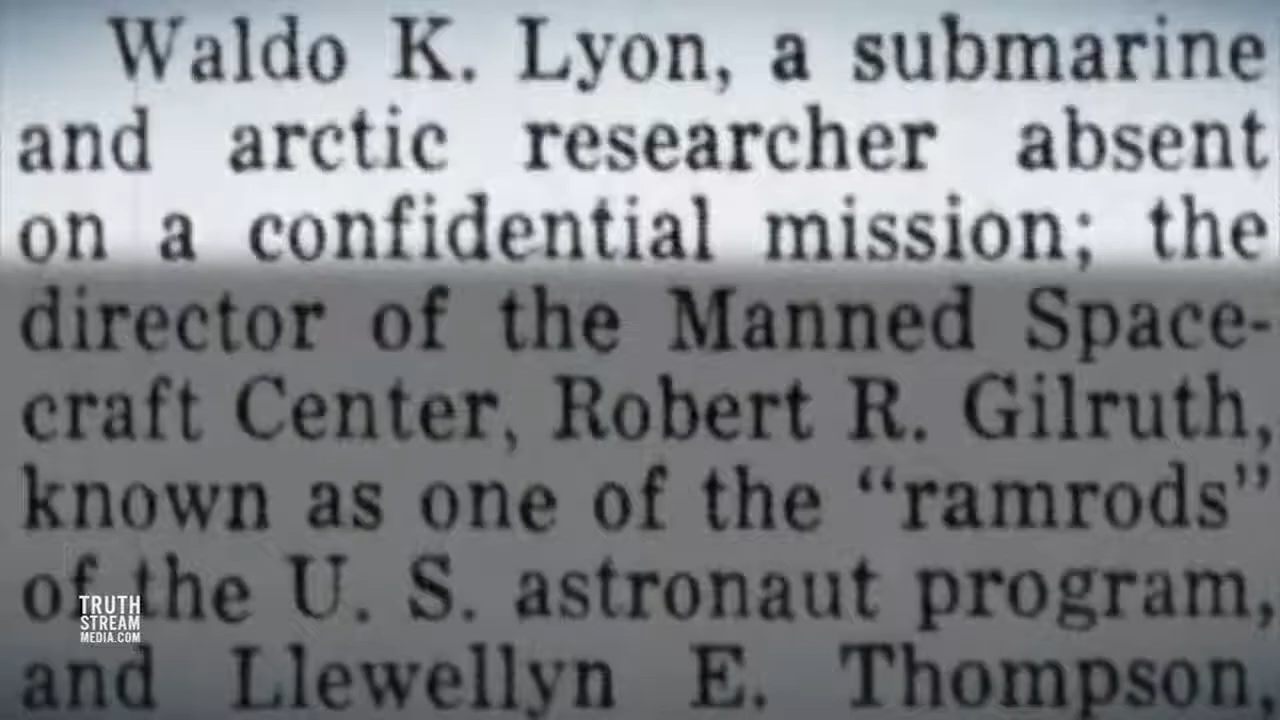 Waldo K. Lyon, a submarine
and arctic researcher absent
on a confidential mission; the
director of the Manned Space-
craft Center, Robert R. Gilruth,
known as one of the “ramrods”
of the U. S. astronaut program,
and Llewellyn E. Thompson,
TRUTH
STREAM
MEDIA.COM